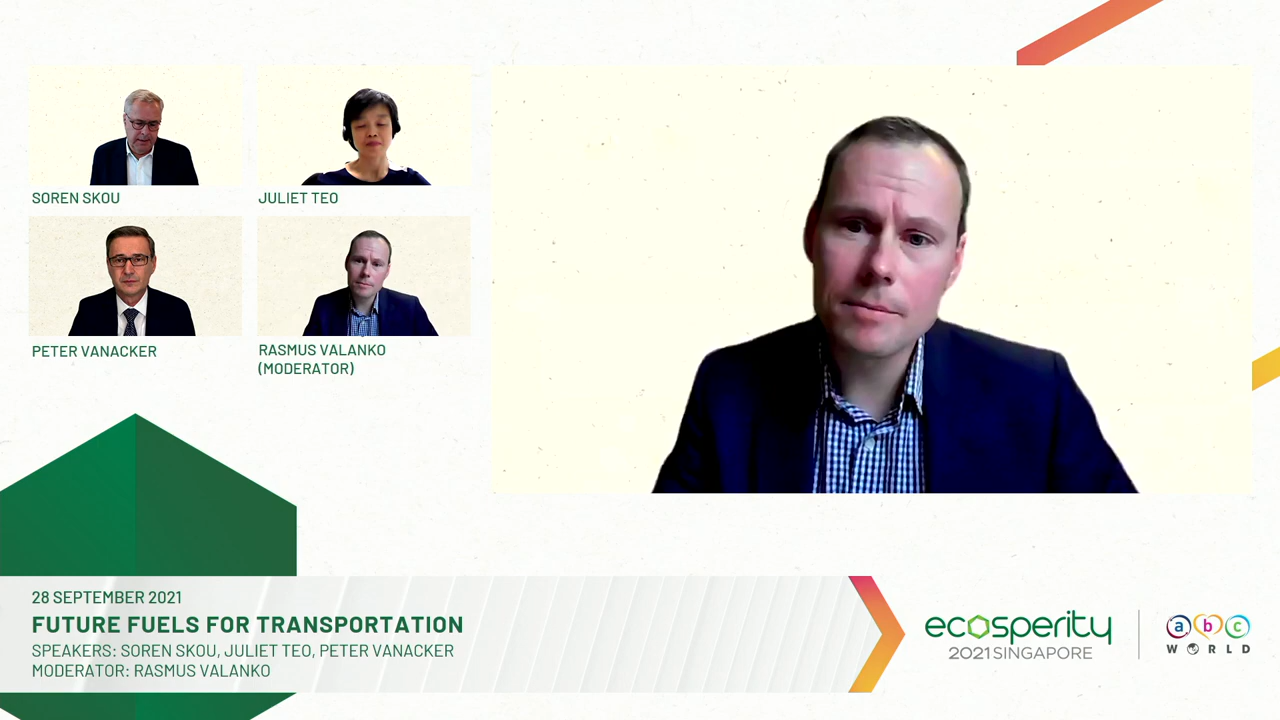 SOREN SKOU
JULIET TEO
PETER VANACKER
RASMUS VALANKO
(MODERATOR)
28 SEPTEMBER 2021
FUTURE FUELS FOR TRANSPORTATION
SPEAKERS: SOREN SKOU, JULIET TEO, PETER VANACKER
MODERATOR: RASMUS VALANKO
ecosperity
2021 SINGAPORE
abc
WORLD